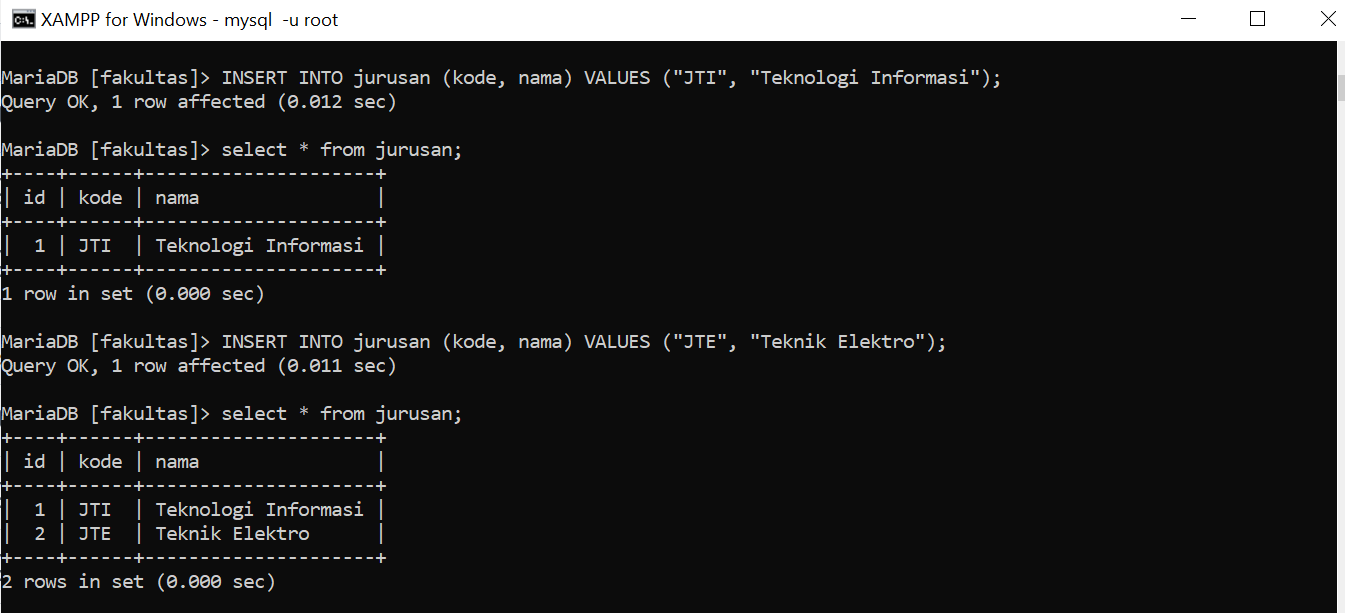 XAMPP for Windows - mysql  -u root
MariaDB [fakultas]> INSERT INTO jurusan (kode, nama) VALUES ("JTI", "Teknologi Informasi");
Query OK, 1 row affected (0.012 sec)
MariaDB [fakultas]> select * from jurusan;
+----+------+---------------------+
| id | kode | nama                |
+----+------+---------------------+
|  1 | JTI  | Teknologi Informasi |
+----+------+---------------------+
1 row in set (0.000 sec)
MariaDB [fakultas]> INSERT INTO jurusan (kode, nama) VALUES ("JTE", "Teknik Elektro");
Query OK, 1 row affected (0.011 sec)
MariaDB [fakultas]> select * from jurusan;
+----+------+---------------------+
| id | kode | nama                |
+----+------+---------------------+
|  1 | JTI  | Teknologi Informasi |
|  2 | JTE  | Teknik Elektro      |
+----+------+---------------------+
2 rows in set (0.000 sec)